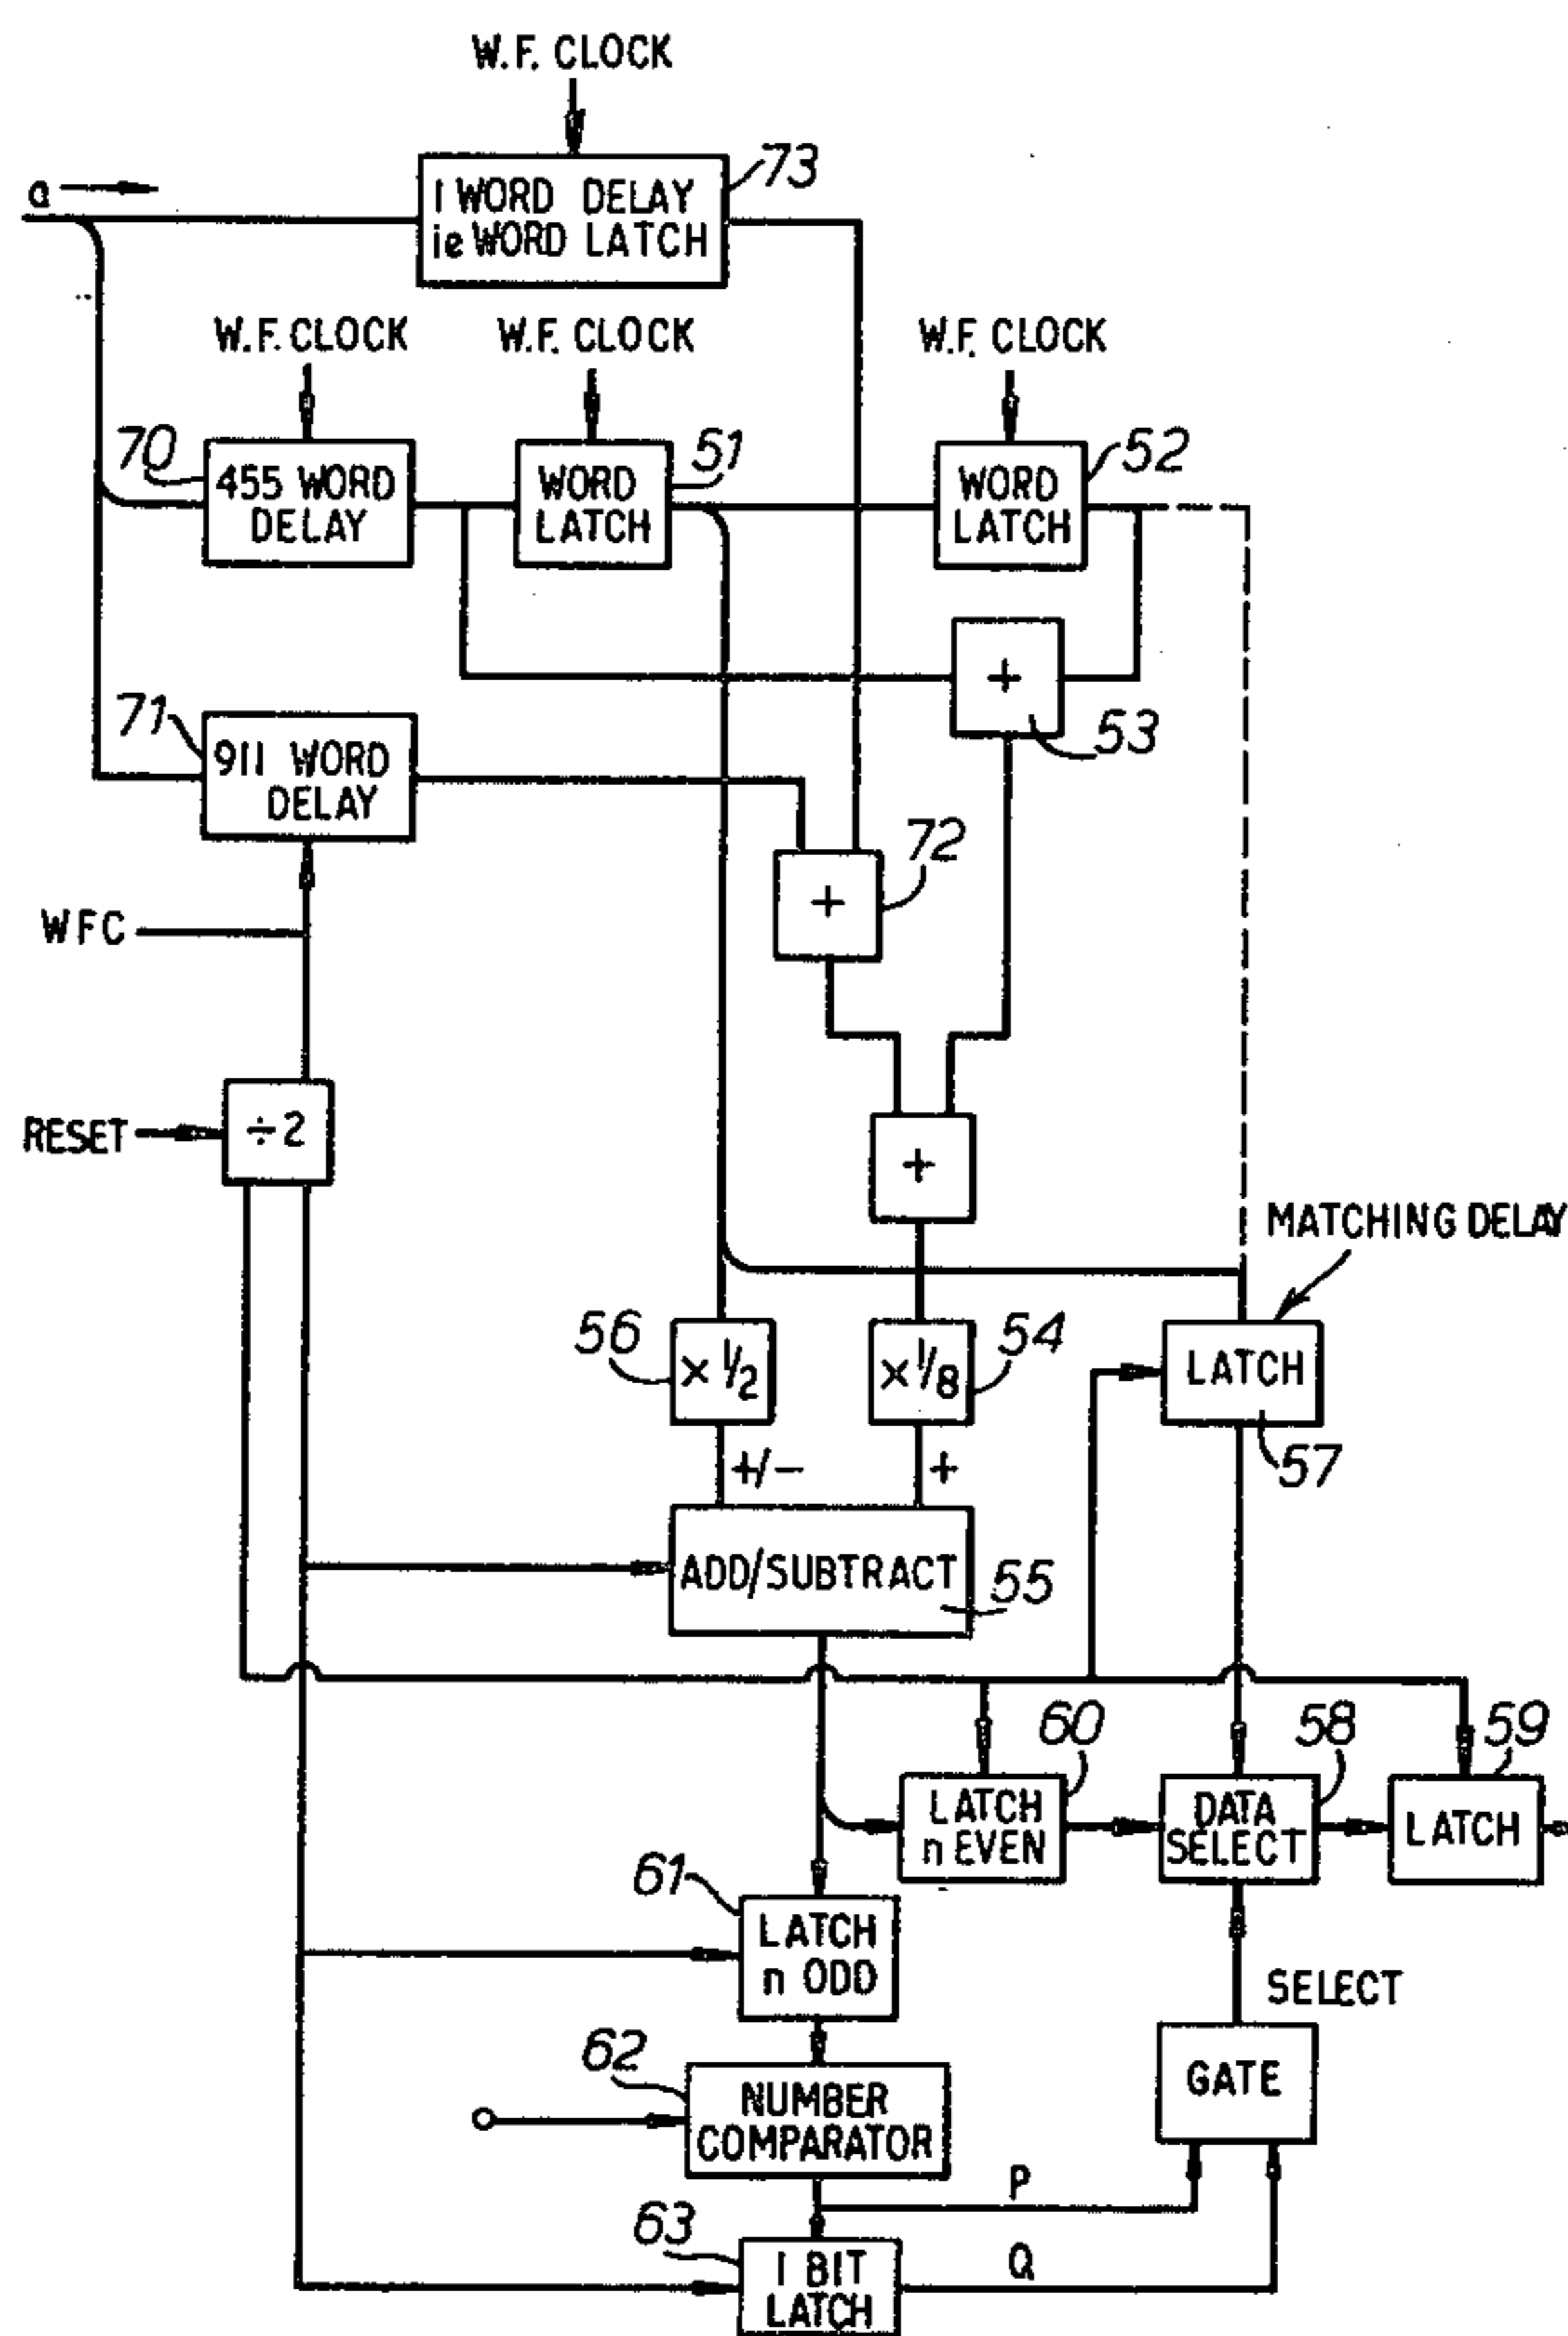 W.F. CLOCK
a
1 WORD DELAY
ie WORD LATCH
73
W.F. CLOCK
W.F. CLOCK
W.F. CLOCK
70
455 WORD
DELAY
WORD
LATCH
51
WORD
LATCH
52
+
53
71
911 WORD
DELAY
72
+
WFC
RESET
÷2
+
MATCHING DELAY
56
× 1/2
× 1/8
54
LATCH
57
+/-
+
ADD/SUBTRACT
55
60
58
59
LATCH
n EVEN
DATA
SELECT
LATCH
61
LATCH
n ODD
SELECT
62
NUMBER
COMPARATOR
GATE
P
63
1 BIT
LATCH
Q